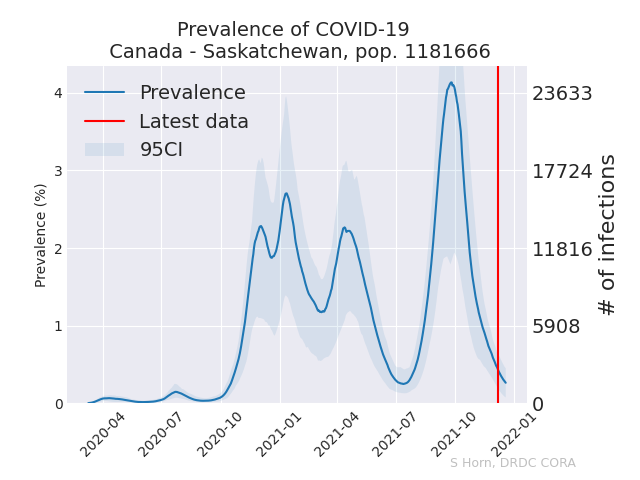 Prevalence of COVID-19
Canada - Saskatchewan, pop. 1181666
Prevalence
Latest data
95CI
Prevalence (%)
4
3
2
1
0
23633
17724
11816
5908
0
# of infections
2020-04
2020-07
2020-10
2021-01
2021-04
2021-07
2021-10
2022-01
S Horn, DRDC CORA